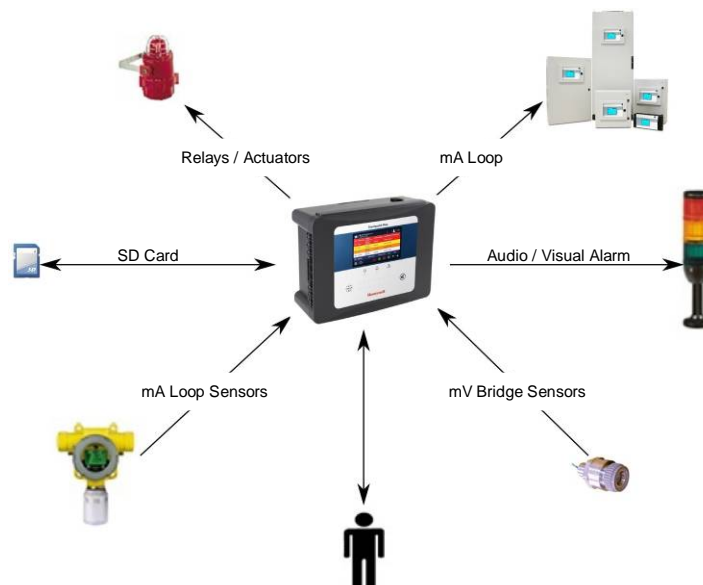 Relays / Actuators
mA Loop
SD Card
Audio / Visual Alarm
Honeywell
mA Loop Sensors
mV Bridge Sensors